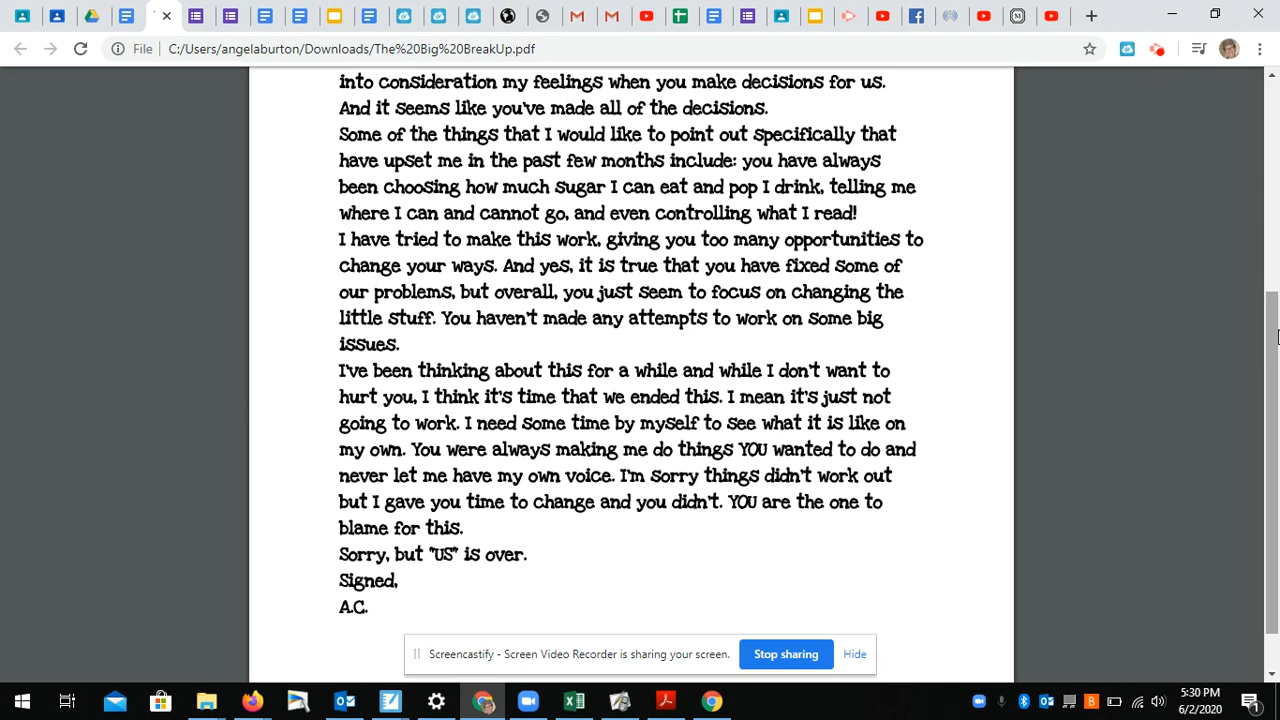 File
C:/Users/angelaburton/Downloads/The%20Big%20BreakUp.pdf
into consideration my feelings when you make decisions for us.
And it seems like you've made all of the decisions.
Some of the things that I would like to point out specifically that
have upset me in the past few months include: you have always
been choosing how much sugar I can eat and pop I drink, telling me
where I can and cannot go, and even controlling what I read!
I have tried to make this work, giving you too many opportunities to
change your ways. And yes, it is true that you have fixed some of
our problems, but overall, you just seem to focus on changing the
little stuff. You haven't made any attempts to work on some big
issues.
I've been thinking about this for a while and while I don't want to
hurt you, I think it's time that we ended this. I mean it's just not
going to work. I need some time by myself to see what it is like on
my own. You were always making me do things YOU wanted to do and
never let me have my own voice. I'm sorry things didn't work out
but I gave you time to change and you didn't. YOU are the one to
blame for this.
Sorry, but "US" is over.
Signed,
A.C.
Screencastify - Screen Video Recorder is sharing your screen.
Stop sharing
Hide
5:30 PM
6/2/2020